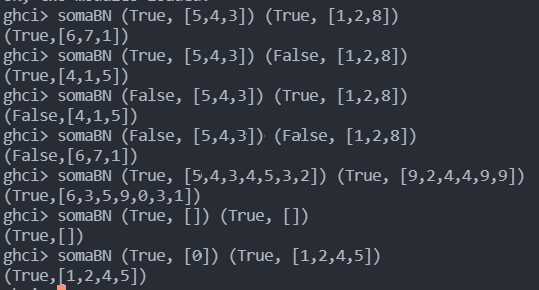 ghci> somaBN (True, [5,4,3]) (True, [1,2,8])
(True,[6,7,1])
ghci> somaBN (True, [5,4,3]) (False, [1,2,8])
(True,[4,1,5])
ghci> somaBN (False, [5,4,3]) (True, [1,2,8])
(False,[4,1,5])
ghci> somaBN (False, [5,4,3]) (False, [1,2,8])
(False,[6,7,1])
ghci> somaBN (True, [5,4,3,4,5,3,2]) (True, [9,2,4,4,9,9])
(True,[6,3,5,9,0,3,1])
ghci> somaBN (True, []) (True, [])
(True,[])
ghci> somaBN (True, [0]) (True, [1,2,4,5])
(True,[1,2,4,5])